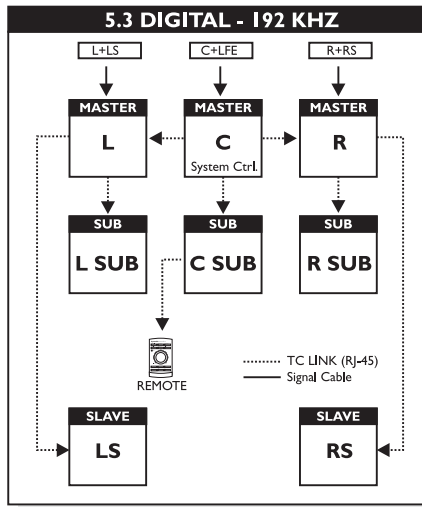 5.3 DIGITAL - 192 KHZ
L+LS
C+LFE
R+RS
MASTER
MASTER
MASTER
L
C
R
System Ctrl.
SUB
SUB
SUB
L SUB
C SUB
R SUB
TC LINK (RJ-45)
Signal Cable
REMOTE
SLAVE
SLAVE
LS
RS